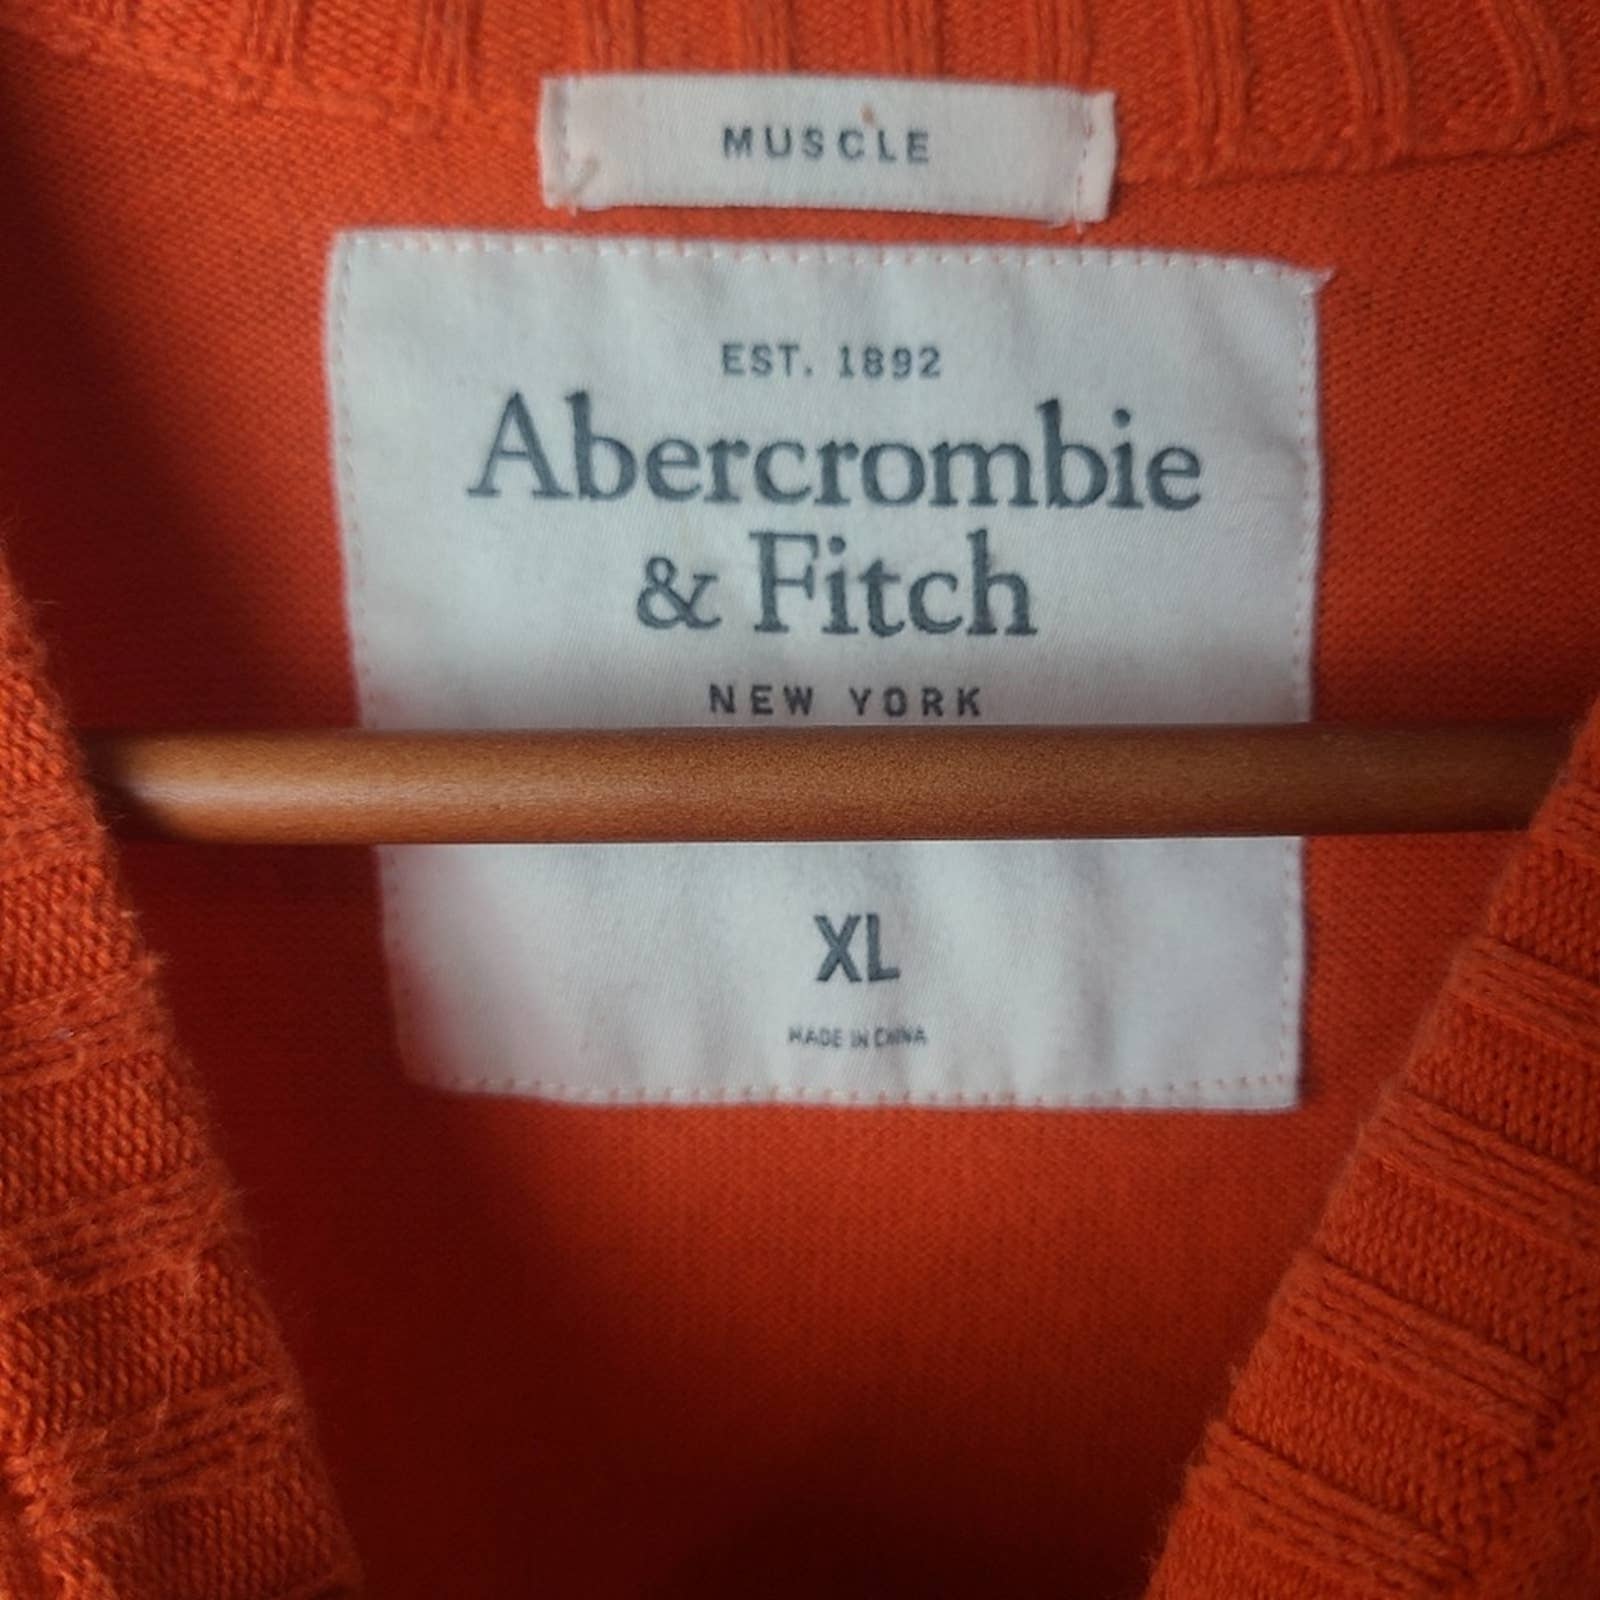 MUSCLE
EST. 1892
Abercrombie
& Fitch
NEW YORK
XL
MADE IN CHINA